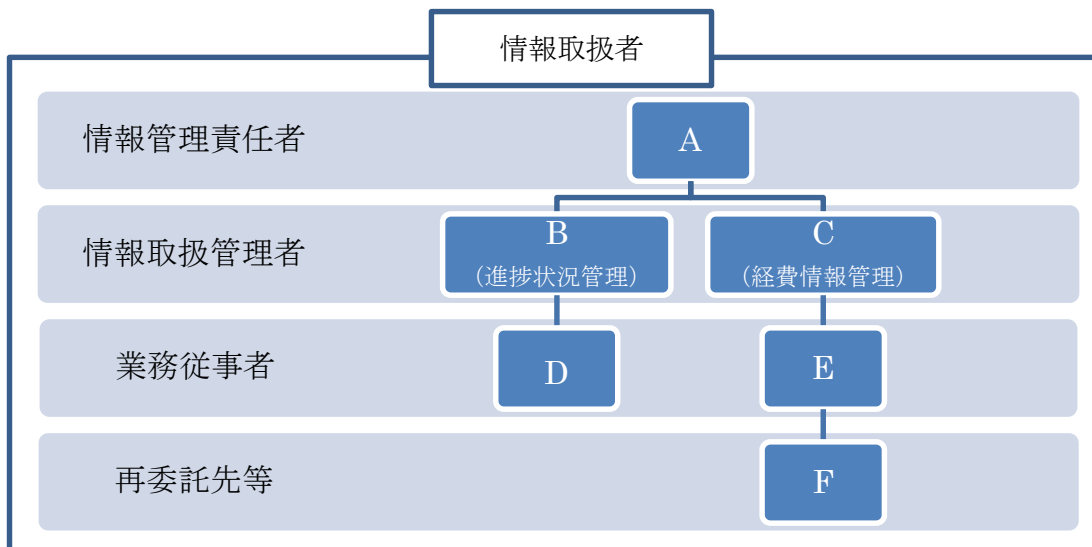 情報取扱者
情報管理責任者
A
情報取扱管理者
B
(進捗状況管理)
C
(経費情報管理)
業務従事者
D
E
再委託先等
F